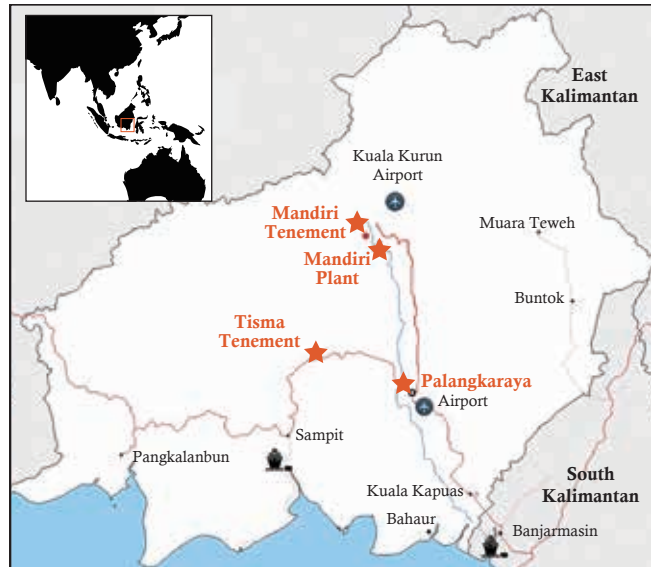 East
Kalimantan
Kuala Kurun
Airport
Mandiri
Tenement
Muara Teweh
Mandiri
Plant
Buntok
Tisma
Tenement
Palangkaraya
Airport
Sampit
Pangkalanbun
South
Kalimantan
Kuala Kapuas
Bahaur
Banjarmasin